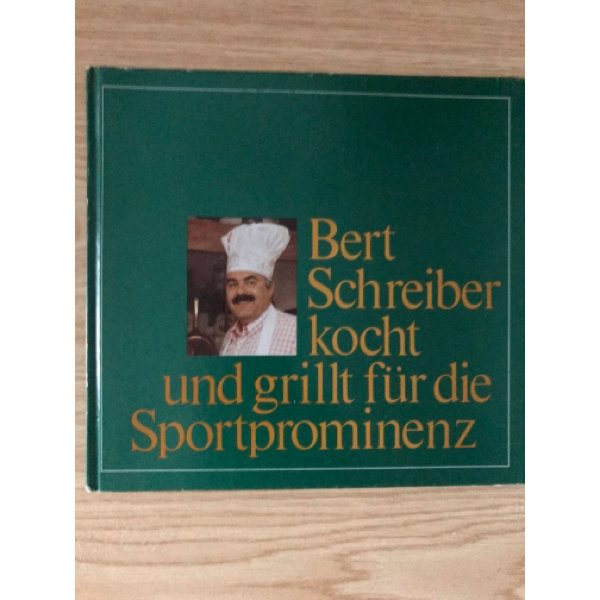 Bert
Schreiber
kocht
und grillt für die
Sportprominenz